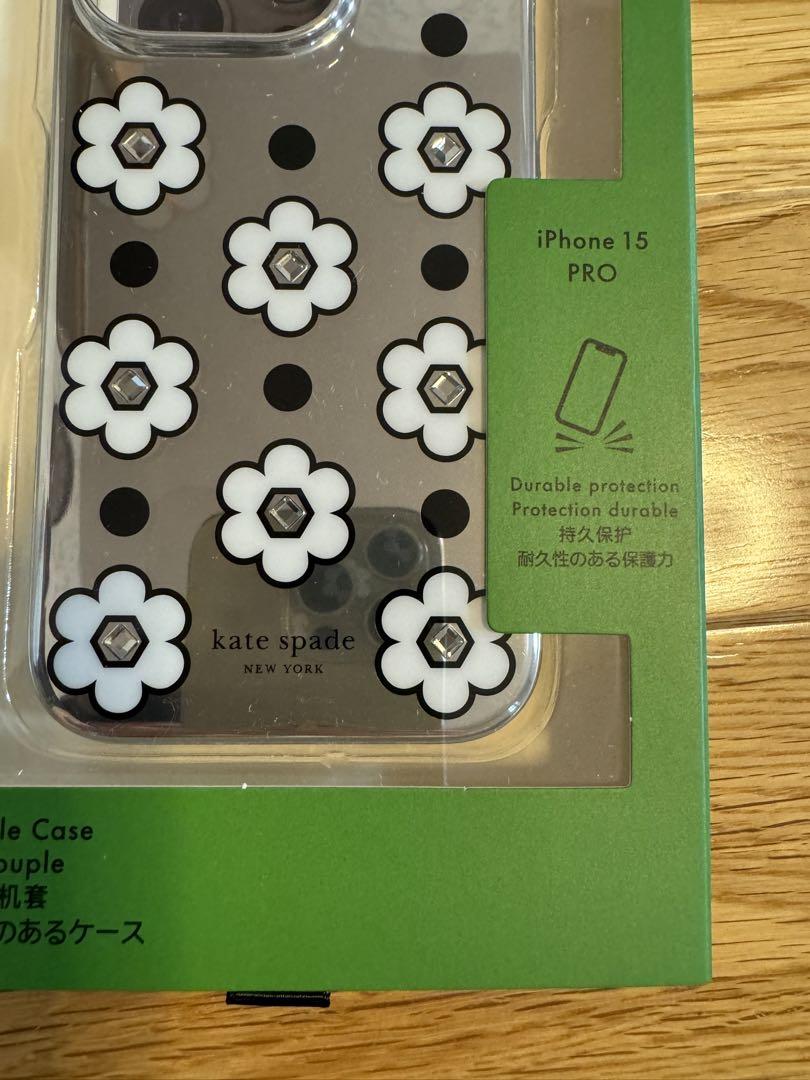 iPhone 15
PRO
Durable protection
Protection durable
持久保护
耐久性のある保護力
kate spade
NEW YORK
le Case
ouple
机套
のあるケース